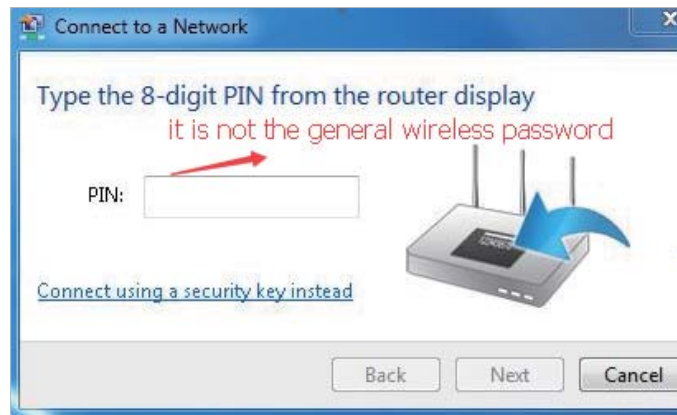 Connect to a Network
Type the 8-digit PIN from the router display
it is not the general wireless password
PIN:
Connect using a security key instead
Back Next Cancel